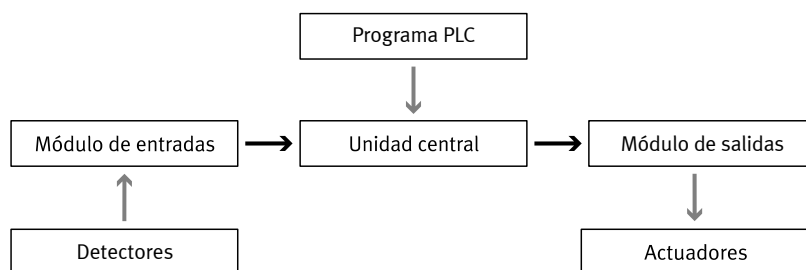 Programa PLC
Módulo de entradas
Unidad central
Módulo de salidas
Detectores
Actuadores